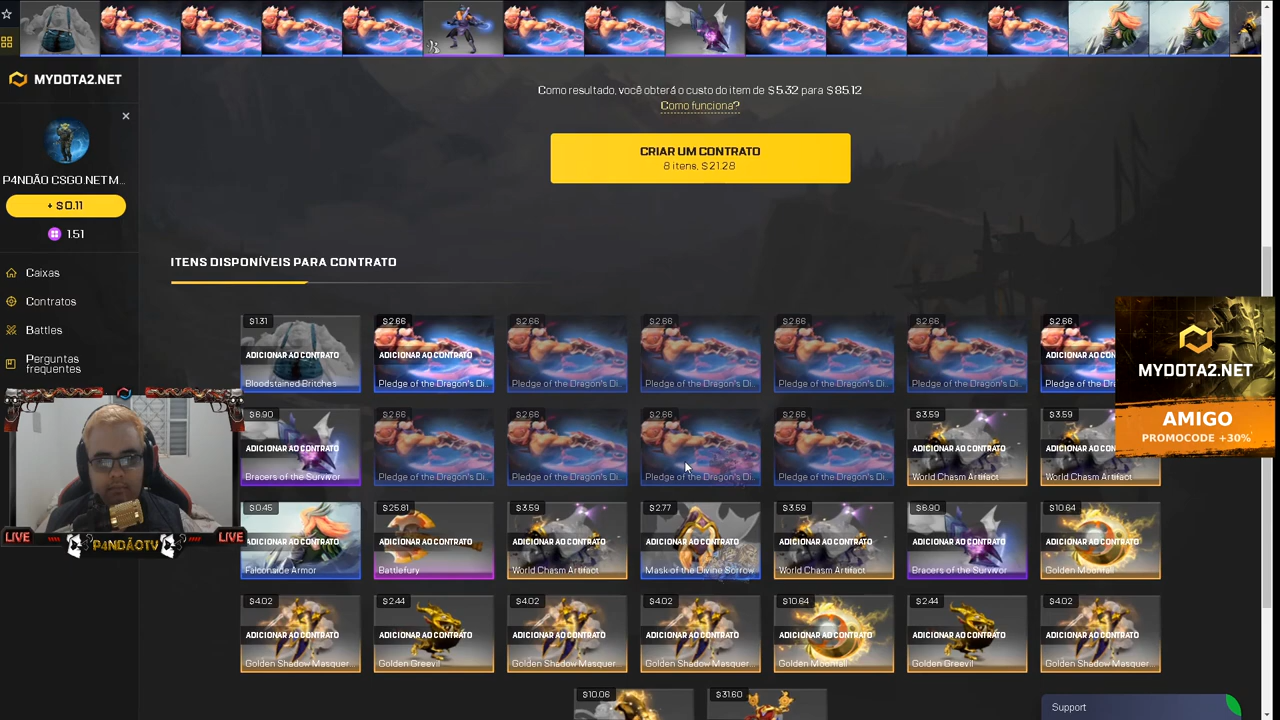 MYDOTA2.NET
P4NDÃO CSGO NET M...
+ $0.11
1.51
Caixas
Contratos
Battles
Perguntas
frequentes
Como resultado, você obterá o custo do item de $5.32 para $85.12
Como funciona?
CRIAR UM CONTRATO
8 itens, $21.28
ITENS DISPONÍVEIS PARA CONTRATO
$1.31 $2.66 $2.66 $2.66 $2.66 $2.66 $2.66
ADICIONAR AO CONTRATO ADICIONAR AO CONTRATO ADICIONAR AO
Bloodstained Britches Pledge of the Dragon's Di... Pledge of the Dragon's Di... Pledge of the Dragon's Di... Pledge of the Dragon's Di... Pledge of the Dragon's Di... Pledge of the
$6.90 $2.66 $2.66 $2.66 $2.66 $3.59 $3.59
ADICIONAR AO CONTRATO ADICIONAR AO CONTRATO ADICIONAR AO CONTRATO
Bracers of the Survivor Pledge of the Dragon's Di... Pledge of the Dragon's Di... Pledge of the Dragon's Di... Pledge of the Dragon's Di... World Chasm Artifact World Chasm Artifact
$0.45 $25.81 $3.59 $2.77 $3.59 $6.90 $10.64
ADICIONAR AO CONTRATO ADICIONAR AO CONTRATO ADICIONAR AO CONTRATO ADICIONAR AO CONTRATO ADICIONAR AO CONTRATO ADICIONAR AO CONTRATO ADICIONAR AO CONTRATO
Falconside Armor Battlefury World Chasm Artifact Mask of the Divine Sorrow World Chasm Artifact Bracers of the Survivor Golden Moonfall
$4.02 $2.44 $4.02 $4.02 $10.64 $2.44 $4.02
ADICIONAR AO CONTRATO ADICIONAR AO CONTRATO ADICIONAR AO CONTRATO ADICIONAR AO CONTRATO ADICIONAR AO CONTRATO ADICIONAR AO CONTRATO ADICIONAR AO CONTRATO
Golden Shadow Masquer... Golden Greevil Golden Shadow Masquer... Golden Shadow Masquer... Golden Moonfall Golden Greevil Golden Shadow Masquer...
$10.06 $31.60
MYDOTA2.NET
AMIGO
PROMOCODE +30%
LIVE P4NDÃOTV LIVE
Support